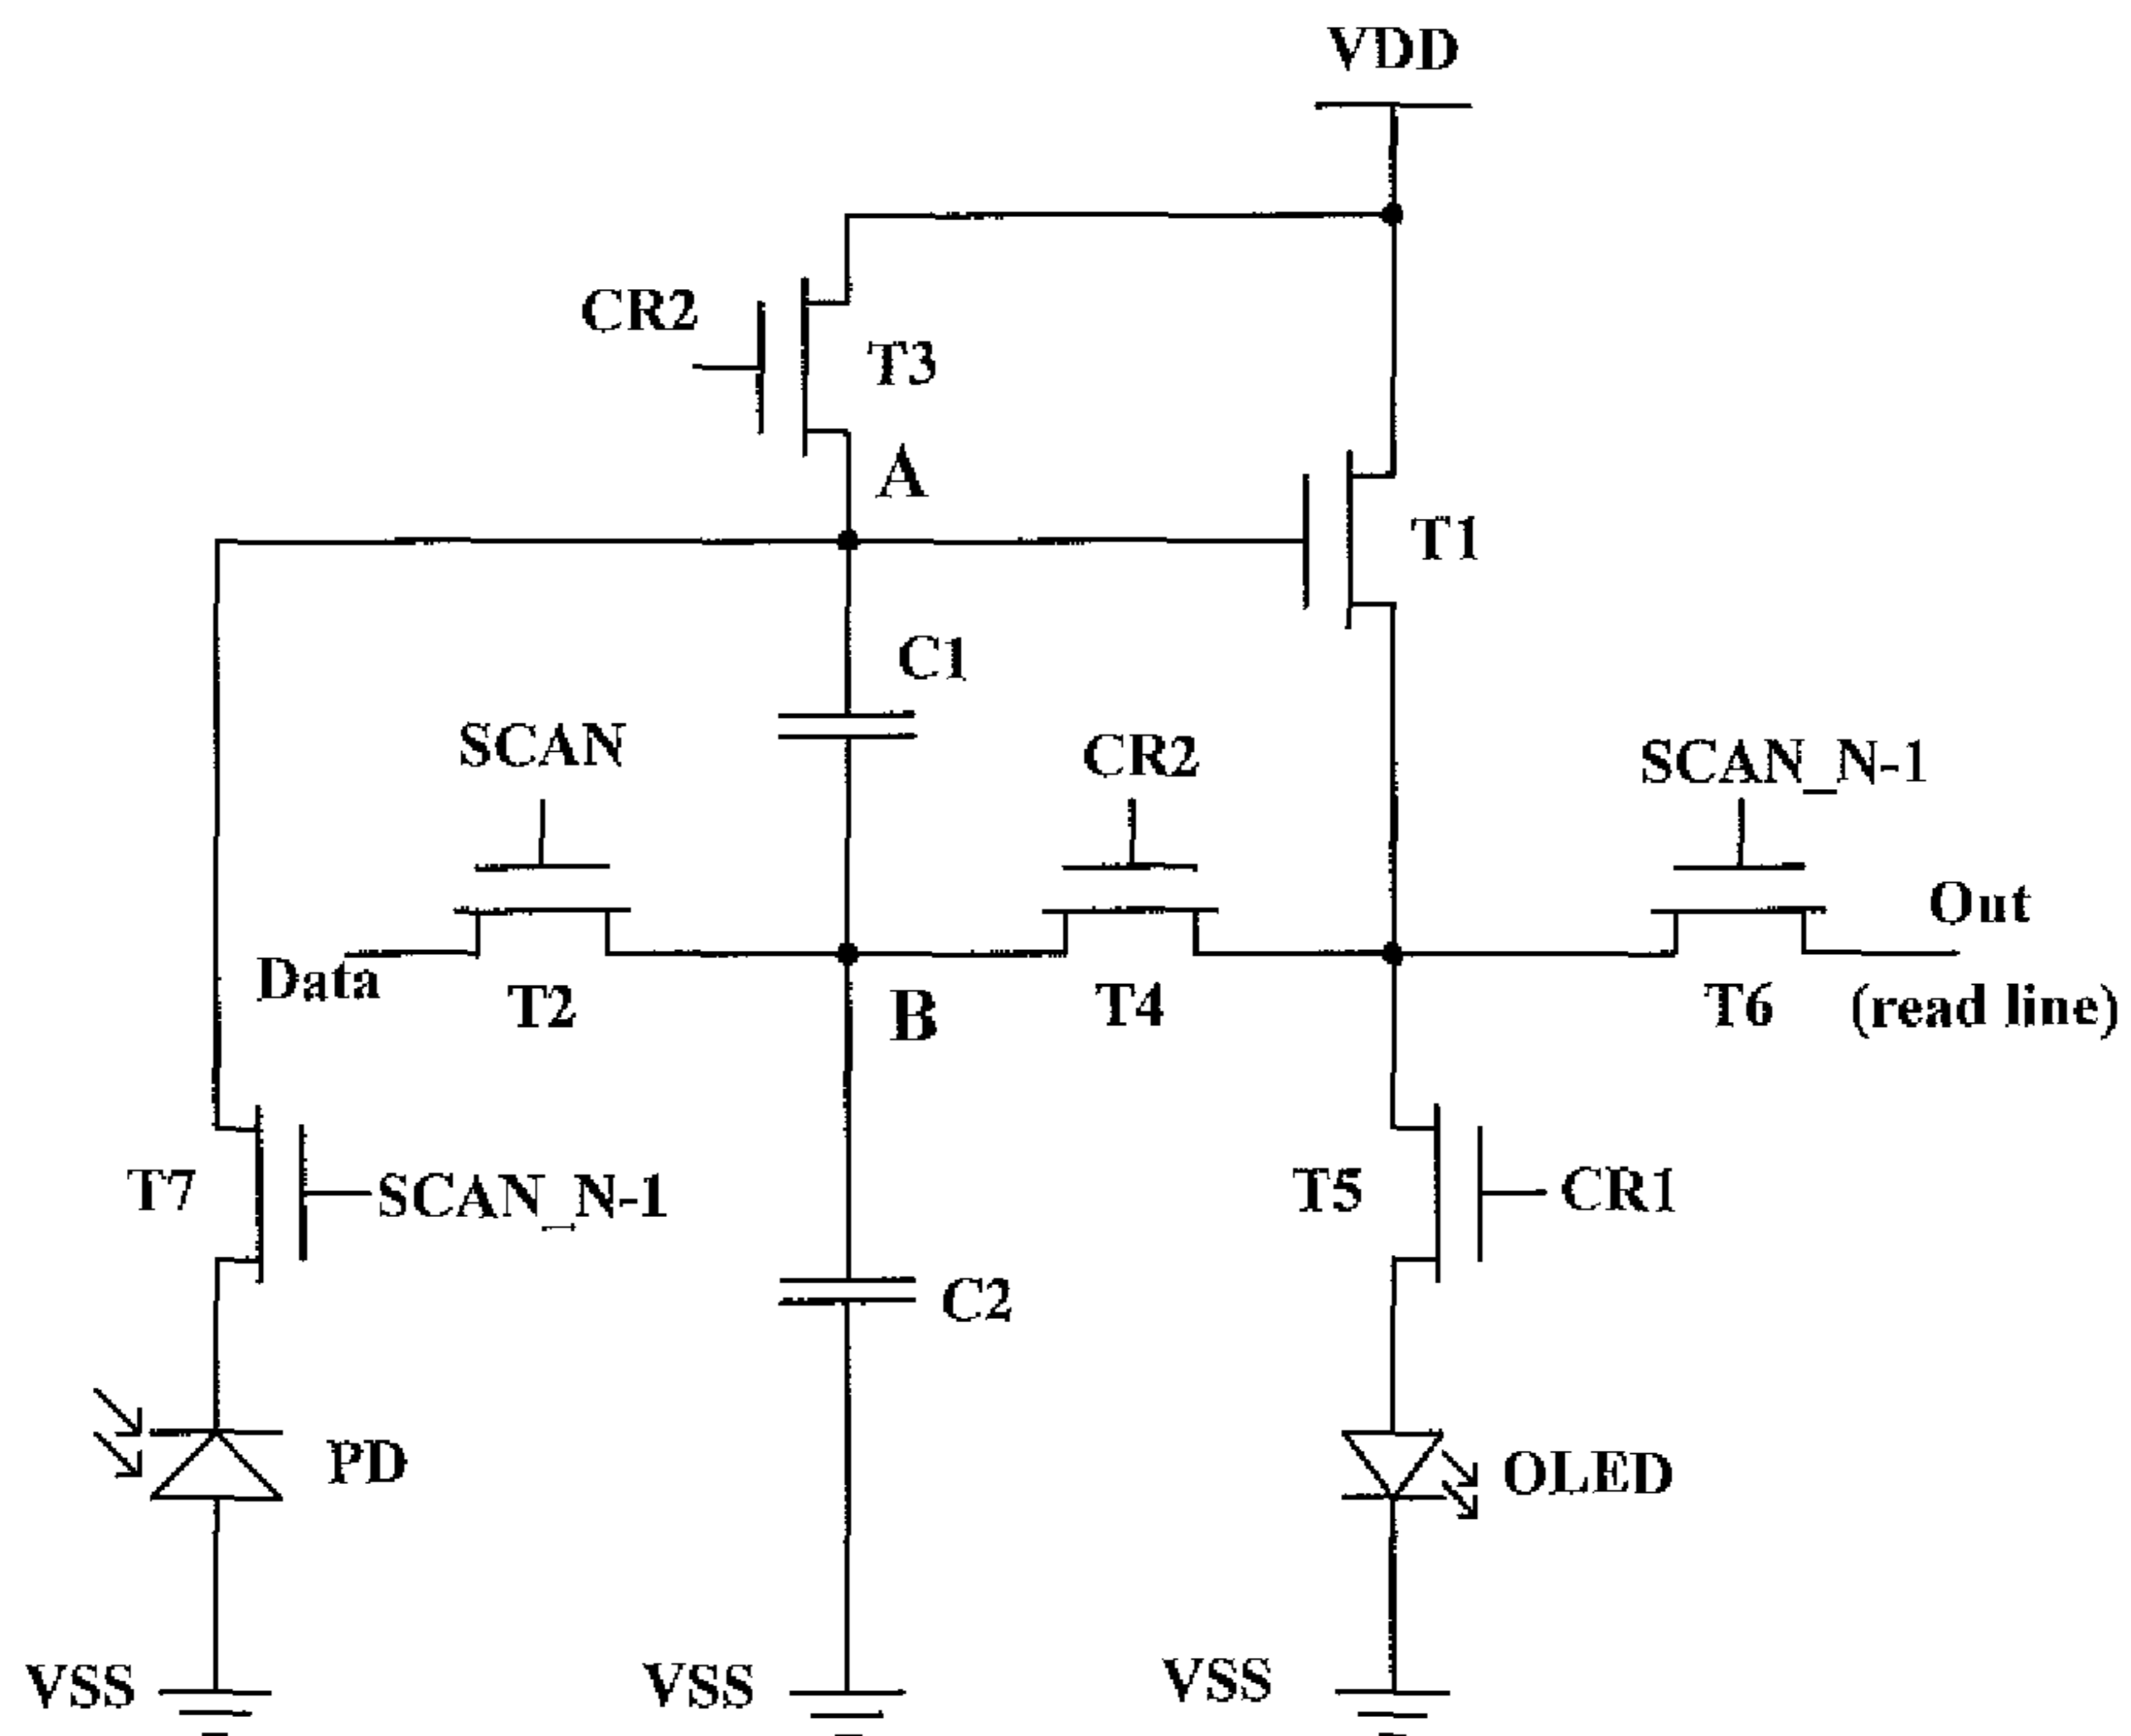 VDD
CR2
T3
A
T1
C1
SCAN
CR2
SCAN_N-1
Out
Data
T2
B
T4
T6
(read line)
T7
SCAN_N-1
T5
CR1
C2
PD
OLED
VSS
VSS
VSS